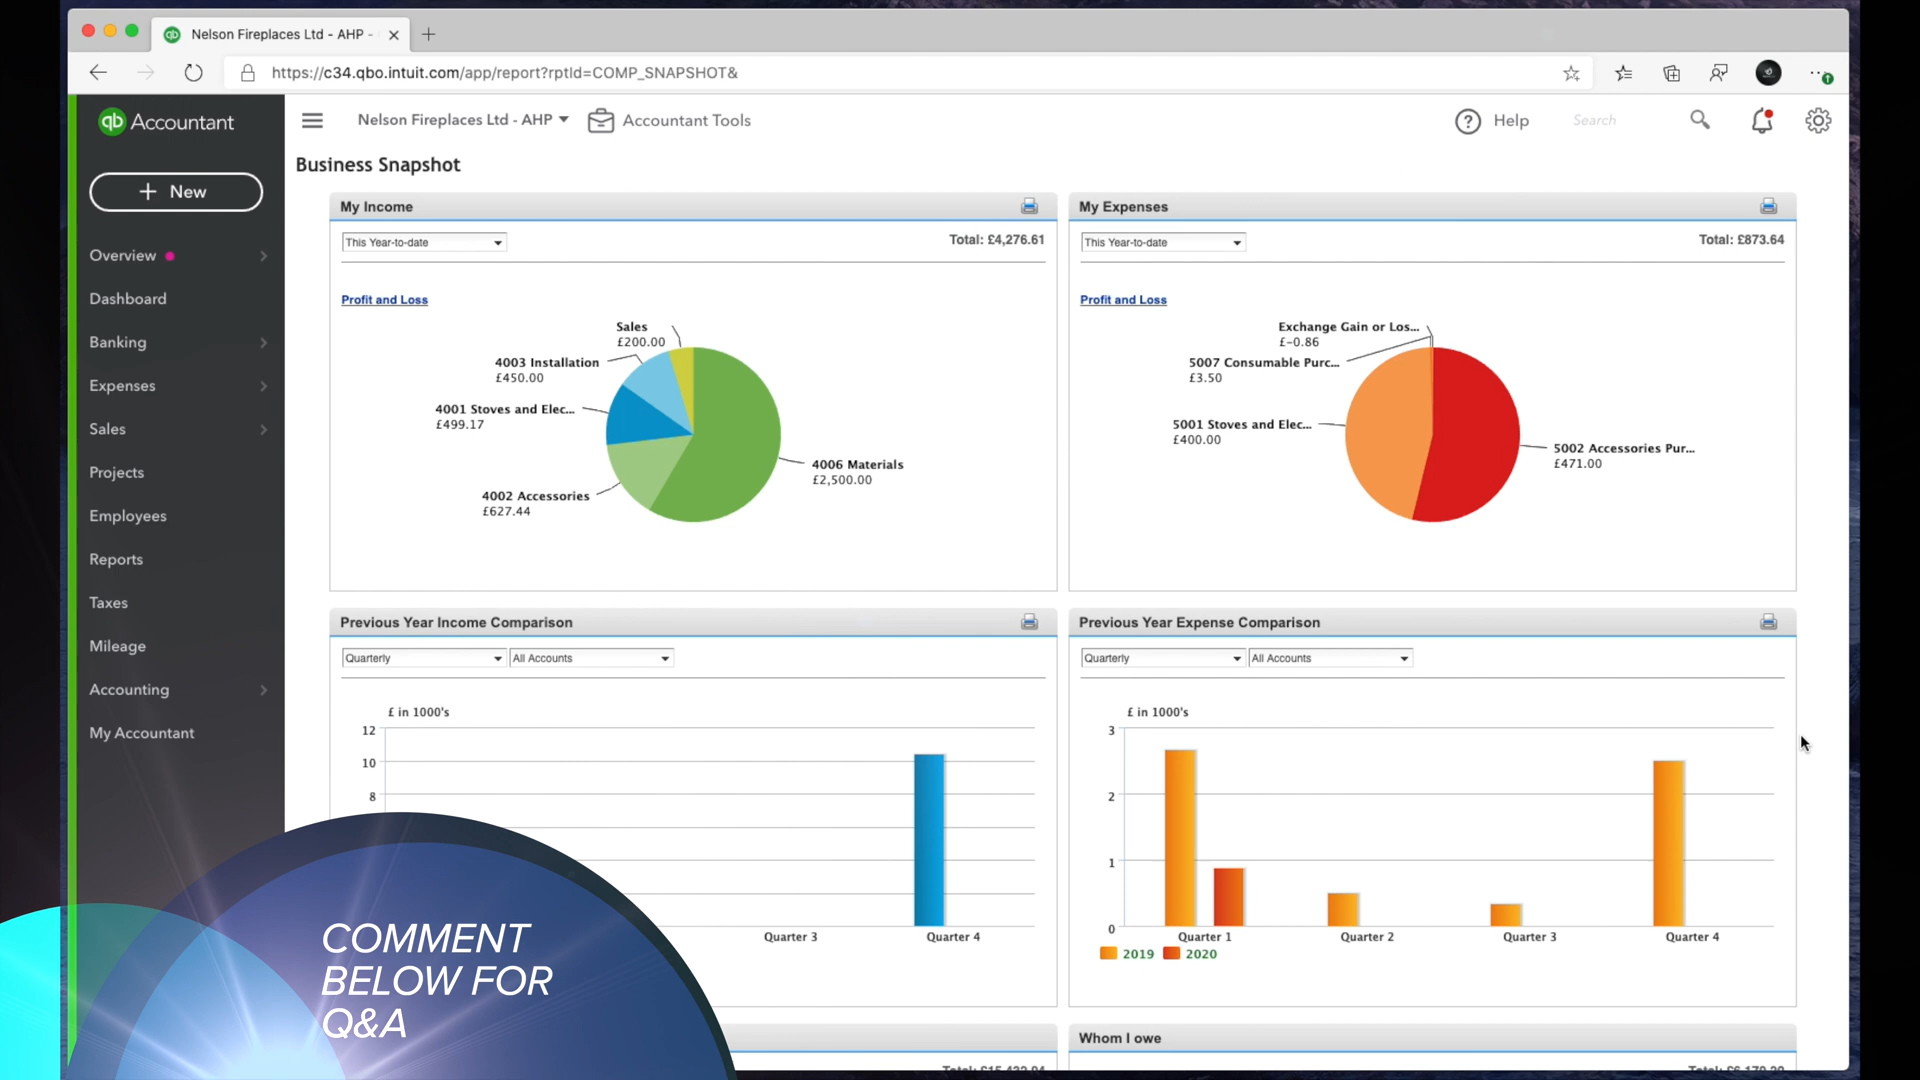 Nelson Fireplaces Ltd - AHP -
https://c34.qbo.intuit.com/app/report?rptId=COMP_SNAPSHOT&
qb Accountant
Nelson Fireplaces Ltd - AHP
Accountant Tools
Help
Search
+ New
Overview
Dashboard
Banking
Expenses
Sales
Projects
Employees
Reports
Taxes
Mileage
Accounting
My Accountant
Business Snapshot
My Income
This Year-to-date
Total: £4,276.61
Profit and Loss
Sales
£200.00
4003 Installation
£450.00
4001 Stoves and Elec...
£499.17
4006 Materials
£2,500.00
4002 Accessories
£627.44
My Expenses
This Year-to-date
Total: £873.64
Profit and Loss
Exchange Gain or Los...
£-0.86
5007 Consumable Purc...
£3.50
5001 Stoves and Elec...
£400.00
5002 Accessories Pur...
£471.00
Previous Year Income Comparison
Quarterly
All Accounts
£ in 1000's
12
10
8
Quarter 3
Quarter 4
Previous Year Expense Comparison
Quarterly
All Accounts
£ in 1000's
3
2
1
0
Quarter 1
Quarter 2
Quarter 3
Quarter 4
2019
2020
Whom I owe
COMMENT
BELOW FOR
Q&A